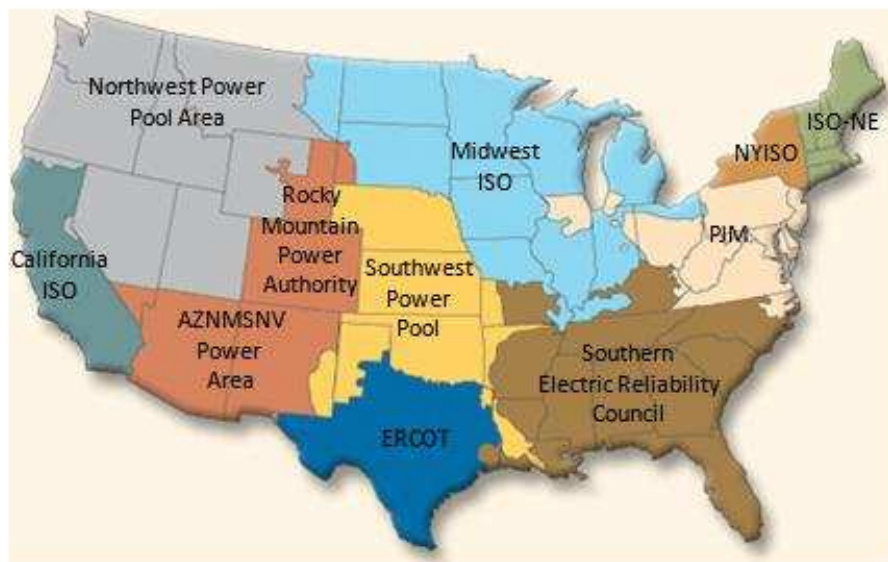 Northwest Power
Pool Area
Midwest
ISO
ISO-NE
NYISO
PJM
Rocky
Mountain
Power
Authority
California
ISO
Southwest
Power
Pool
AZNMSNV
Power
Area
Southern
Electric Reliability
Council
ERCOT